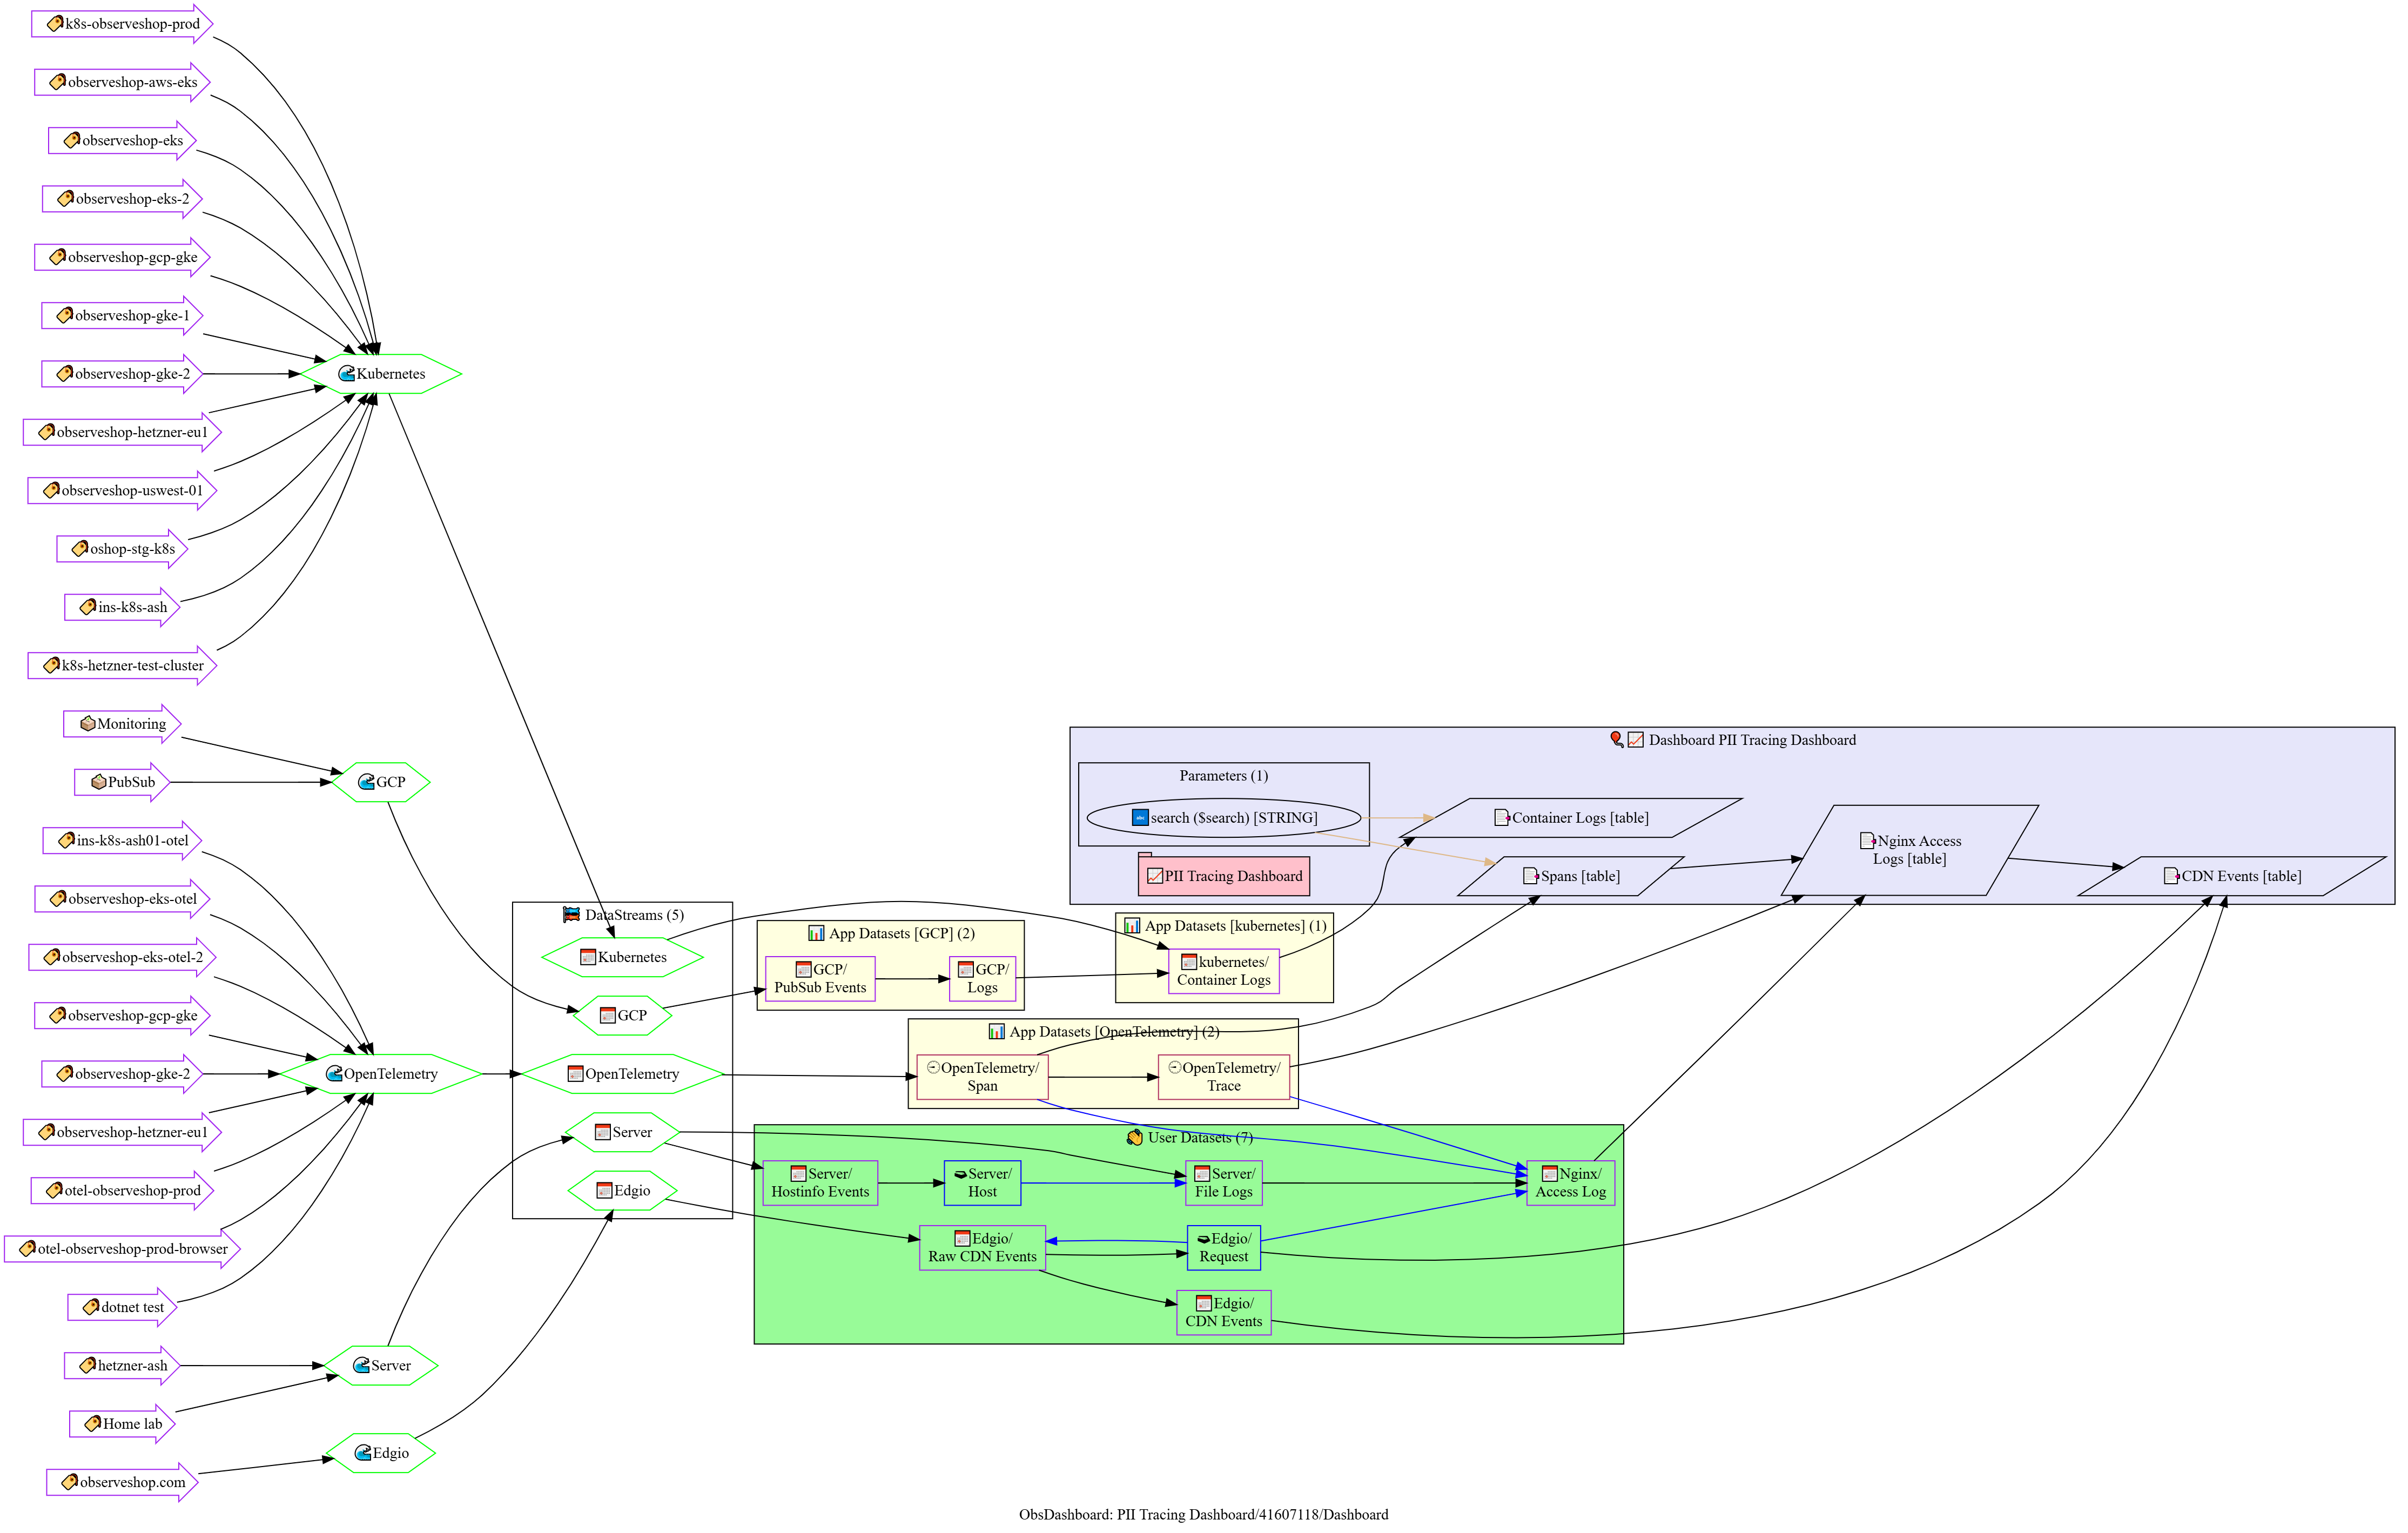 k8s-observeshop-prod
observeshop-aws-eks
observeshop-eks
observeshop-eks-2
observeshop-gcp-gke
observeshop-gke-1
observeshop-gke-2
observeshop-hetzner-eu1
observeshop-uswest-01
oshop-stg-k8s
ins-k8s-ash
k8s-hetzner-test-cluster
Monitoring
PubSub
ins-k8s-ash01-otel
observeshop-eks-otel
observeshop-eks-otel-2
observeshop-gcp-gke
observeshop-gke-2
observeshop-hetzner-eu1
otel-observeshop-prod
otel-observeshop-prod-browser
dotnet test
hetzner-ash
Home lab
observeshop.com
Kubernetes
GCP
OpenTelemetry
Server
Edgio
DataStreams (5)
Kubernetes
GCP
OpenTelemetry
Server
Edgio
App Datasets [GCP] (2)
GCP/
PubSub Events
GCP/
Logs
App Datasets [kubernetes] (1)
kubernetes/
Container Logs
App Datasets [OpenTelemetry] (2)
OpenTelemetry/
Span
OpenTelemetry/
Trace
User Datasets (7)
Server/
Hostinfo Events
Server/
Host
Server/
File Logs
Nginx/
Access Log
Edgio/
Raw CDN Events
Edgio/
Request
Edgio/
CDN Events
Dashboard PII Tracing Dashboard
Parameters (1)
abc
search ($search) [STRING]
PII Tracing Dashboard
Container Logs [table]
Spans [table]
Nginx Access
Logs [table]
CDN Events [table]
ObsDashboard: PII Tracing Dashboard/41607118/Dashboard